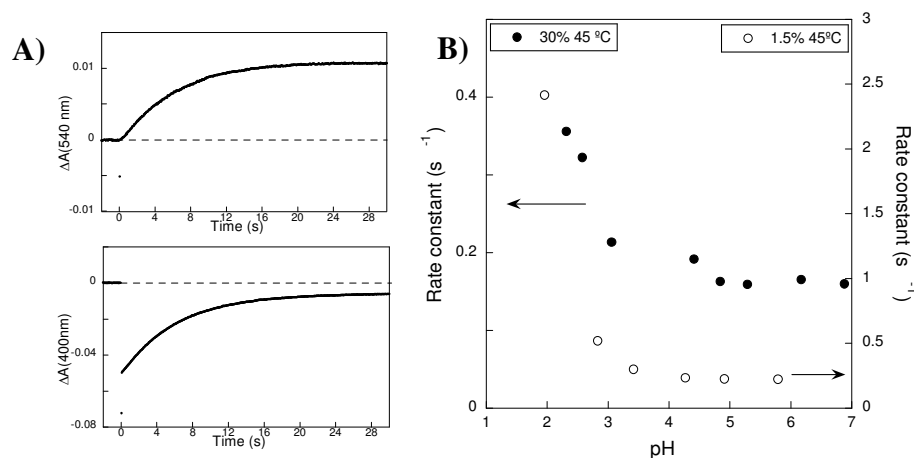 A)
0.01
0
-0.01
ΔA(540 nm)
0 4 8 12 16 20 24 28
Time (s)
0
-0.04
-0.08
ΔA(400nm)
0 4 8 12 16 20 24 28
Time (s)
B)
30% 45 ºC
1.5% 45ºC
0.4
0.2
0
Rate constant (s⁻¹)
3
2.5
2
1.5
1
0.5
0
Rate constant (s⁻¹)
1 2 3 4 5 6 7
pH